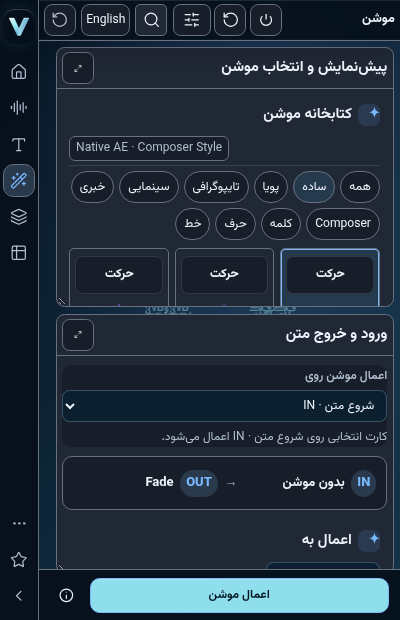 موشن
English
پیش‌نمایش و انتخاب موشن
کتابخانه موشن
Native AE · Composer Style
همه
ساده
پویا
تایپوگرافی
سینمایی
خبری
Composer
کلمه
حرف
خط
حرکت
حرکت
حرکت
ورود و خروج متن
اعمال موشن روی
شروع متن · IN
کارت انتخابی روی شروع متن · IN اعمال می‌شود.
IN بدون موشن → OUT Fade
اعمال به
اعمال موشن